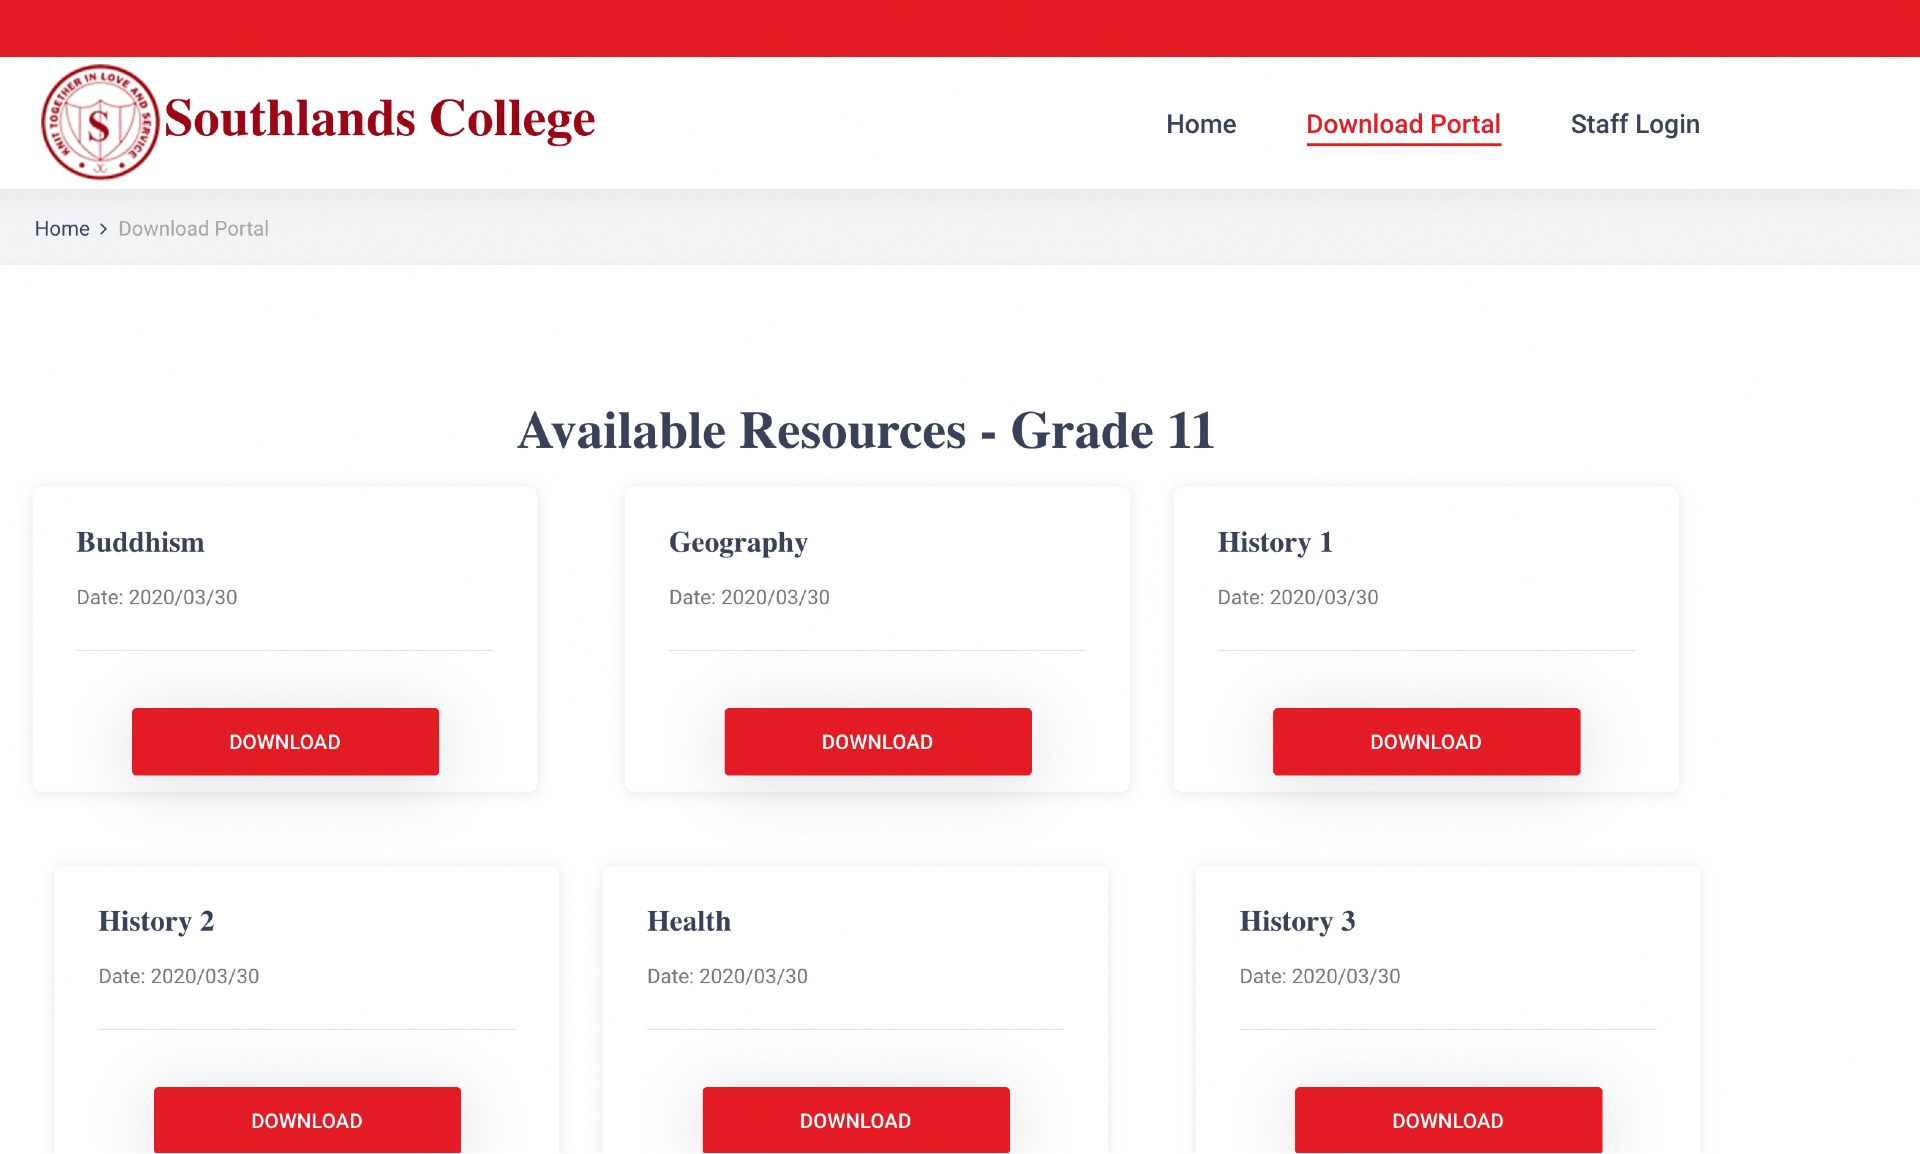 KNIT TOGETHER IN LOVE AND SERVICE
S
Southlands College
Home
Download Portal
Staff Login
Home > Download Portal
Available Resources - Grade 11
Buddhism
Date: 2020/03/30
DOWNLOAD
Geography
Date: 2020/03/30
DOWNLOAD
History 1
Date: 2020/03/30
DOWNLOAD
History 2
Date: 2020/03/30
DOWNLOAD
Health
Date: 2020/03/30
DOWNLOAD
History 3
Date: 2020/03/30
DOWNLOAD